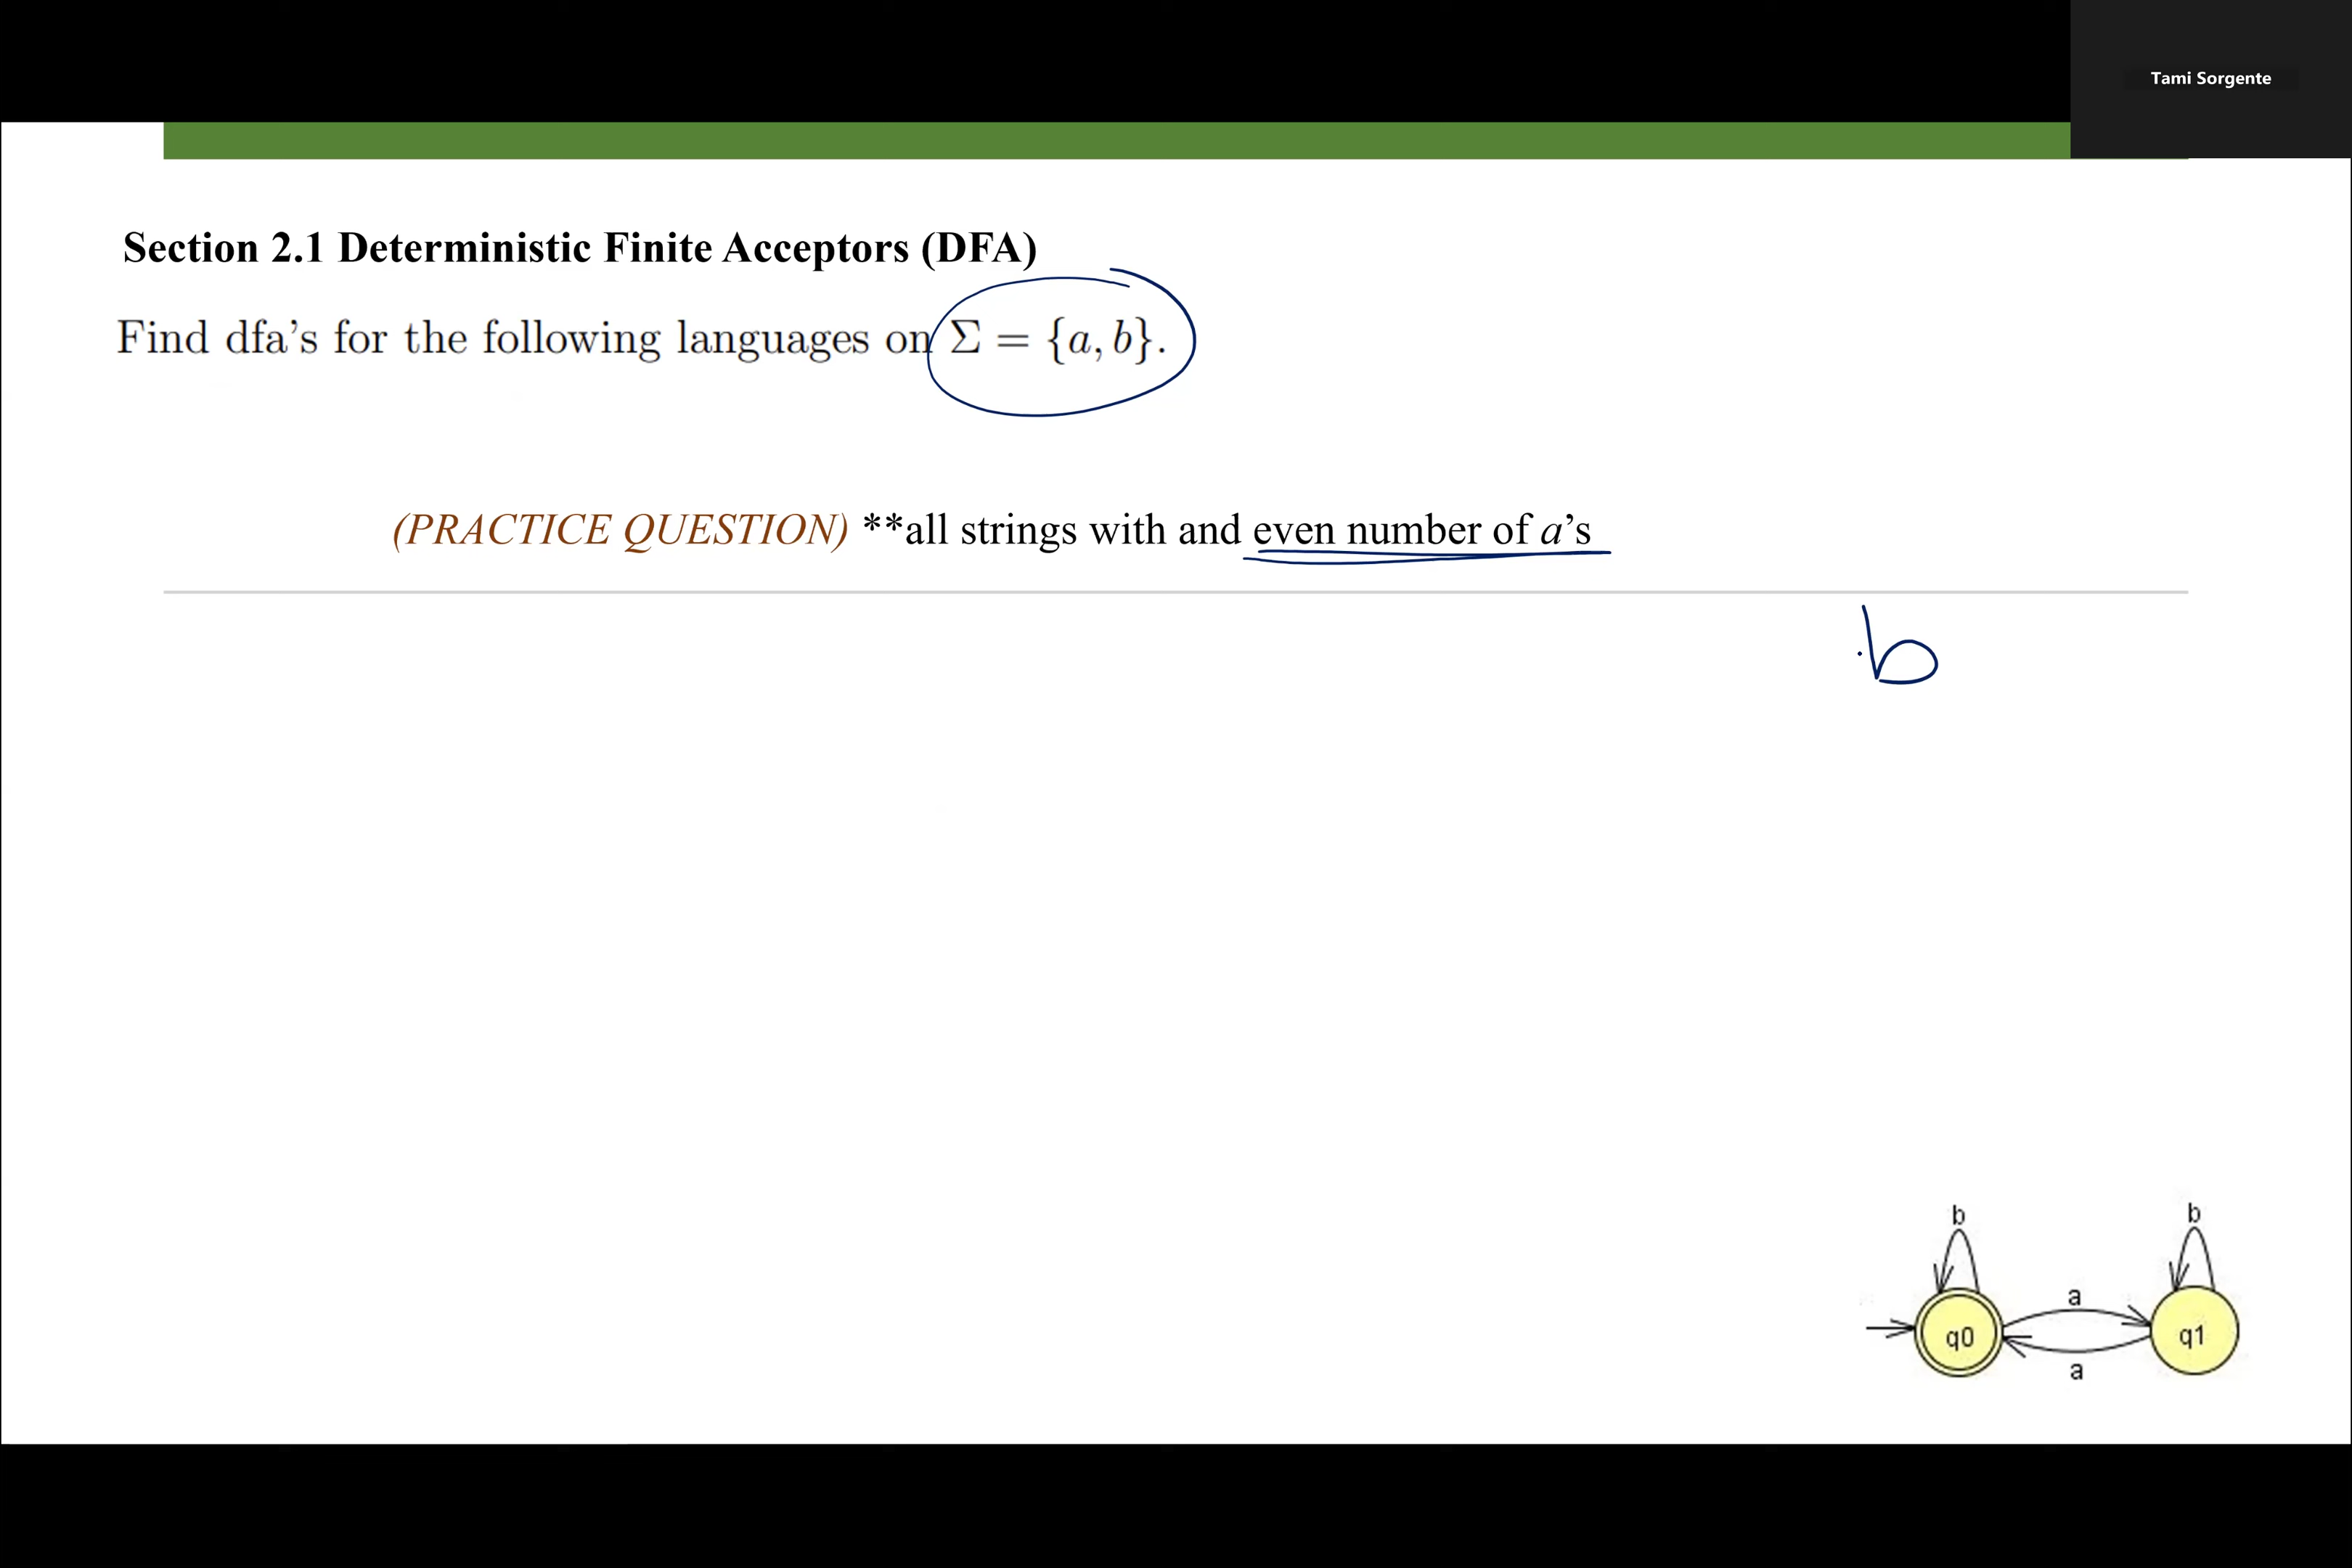 Tami Sorgente
Section 2.1 Deterministic Finite Acceptors (DFA)
Find dfa’s for the following languages on Σ = {a, b}.
(PRACTICE QUESTION) **all strings with and even number of a’s
b
b b
a
q0 q1
a